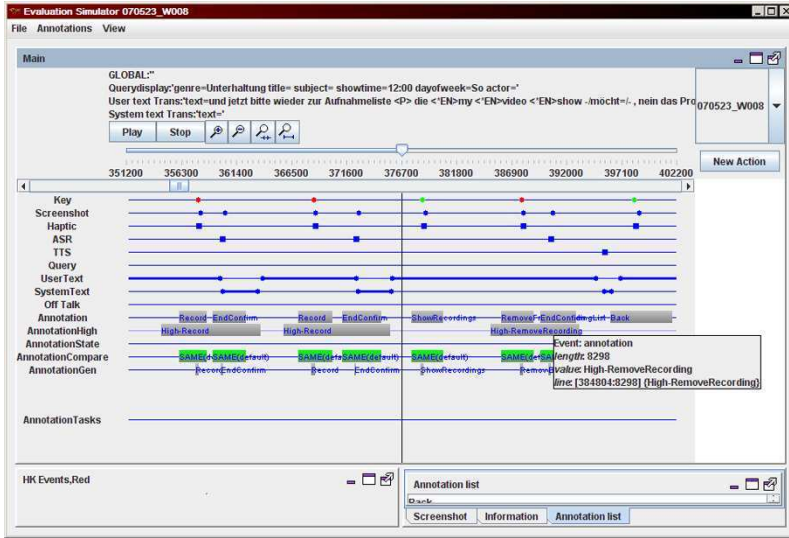 Evaluation Simulator 070523_W008
File Annotations View
Main
GLOBAL:"
Querydisplay:'genre=Unterhaltung title= subject= showtime=12:00 dayofweek=So actor='
User text Trans:'text=und jetzt bitte wieder zur Aufnahmeliste <P> die <'EN>my <'EN>video <'EN>show -/möcht=/- , nein das Pro
System text Trans:'text='
070523_W008
Play Stop
New Action
351200 356300 361400 366500 371600 376700 381800 386900 392000 397100 402200
Key
Screenshot
Haptic
ASR
TTS
Query
UserText
SystemText
Off Talk
Annotation Record EndConfirm Record EndConfirm ShowRecordings RemoveFr EndConfi dingList Back
AnnotationHigh High-Record High-Record High-RemoveRecording
AnnotationState
AnnotationCompare SAME(d SAME(default) SAME(defa SAME(default) SAME(default) SAME(def SA
AnnotationGen Record EndConfirm Record EndConfirm ShowRecordings Remov
Event: annotation
length: 8298
value: High-RemoveRecording
line: [384804:8298] {High-RemoveRecording}
AnnotationTasks
HK Events,Red
Annotation list
Back
Screenshot Information Annotation list